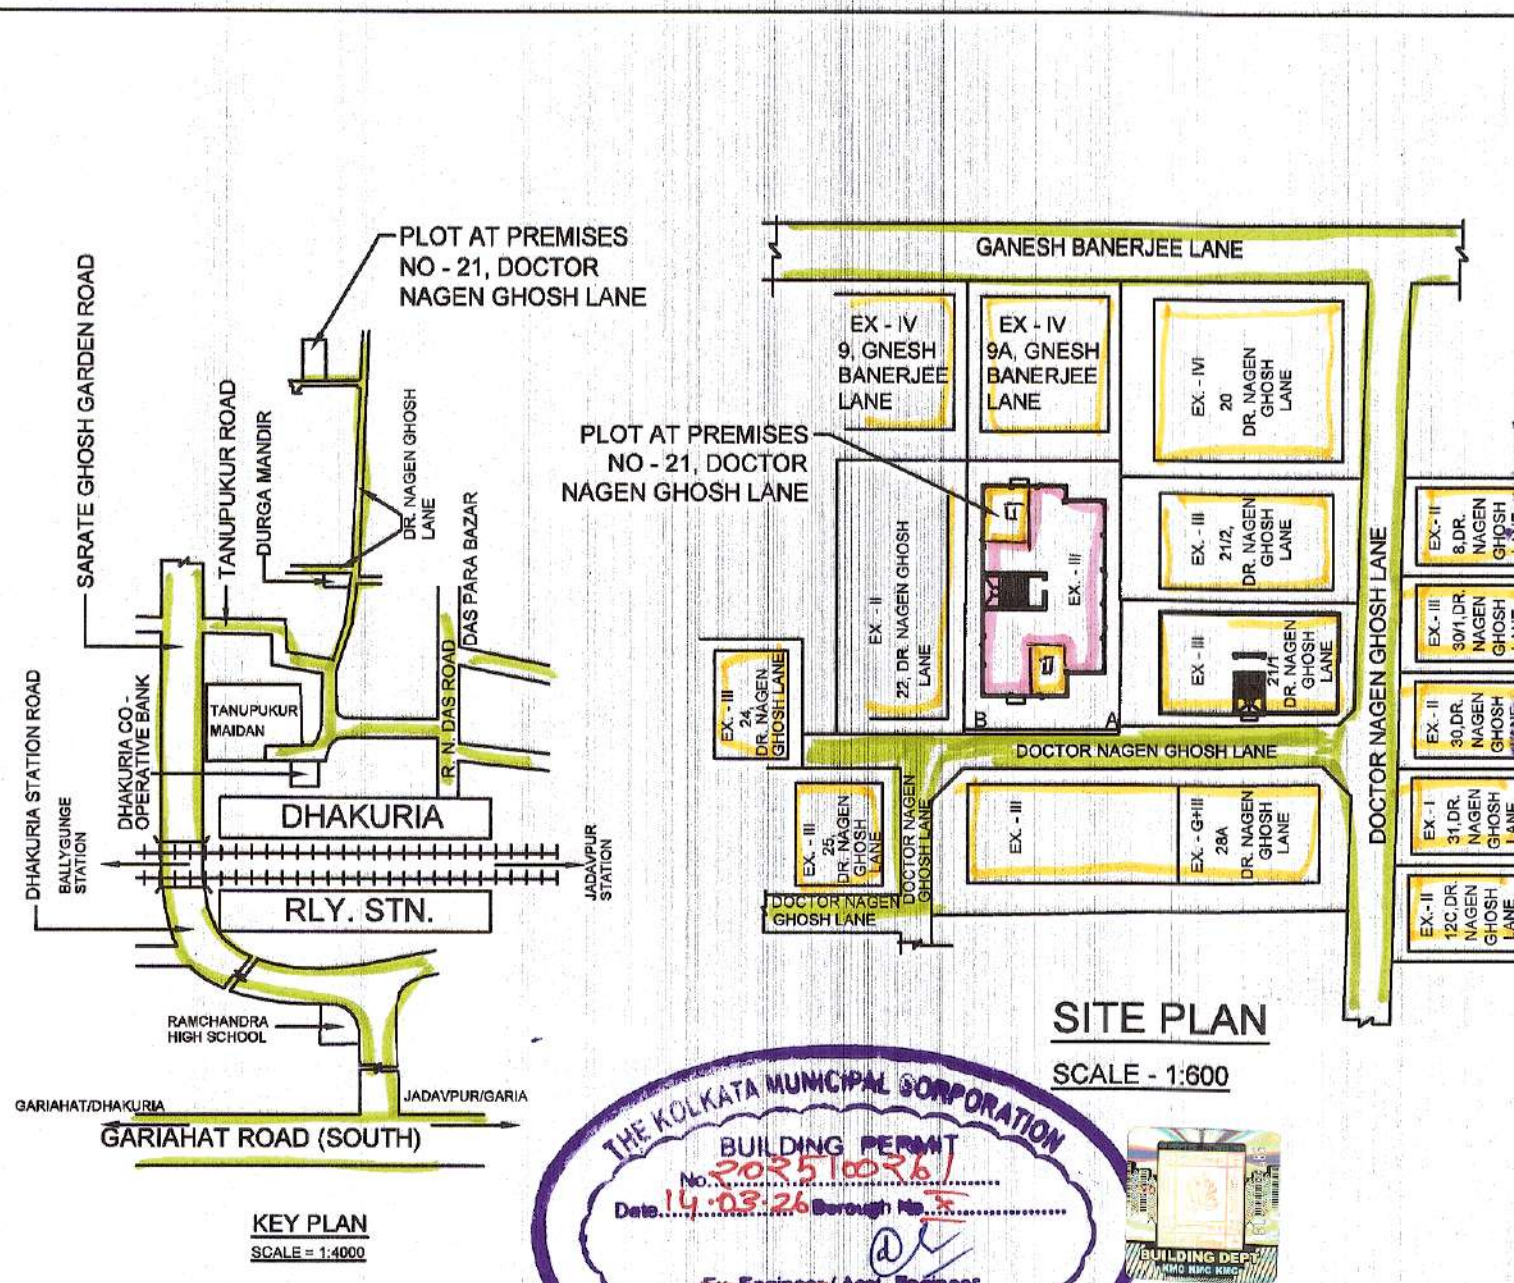 PLOT AT PREMISES
NO - 21, DOCTOR
NAGEN GHOSH LANE
SARATE GHOSH GARDEN ROAD
TANUPUKUR ROAD
DURGA MANDIR
DR. NAGEN GHOSH
LANE
DAS PARA BAZAR
R. N. DAS ROAD
DHAKURIA STATION ROAD
DHAKURIA CO -
OPERATIVE BANK
TANUPUKUR
MAIDAN
BALLYGUNGE
STATION
DHAKURIA
RLY. STN.
JADAVPUR
STATION
RAMCHANDRA
HIGH SCHOOL
GARIAHAT/DHAKURIA
JADAVPUR/GARIA
GARIAHAT ROAD (SOUTH)
KEY PLAN
SCALE = 1:4000
GANESH BANERJEE LANE
EX - IV
9, GNESH
BANERJEE
LANE
EX - IV
9A, GNESH
BANERJEE
LANE
EX. - IVI
20
DR. NAGEN
GHOSH
LANE
PLOT AT PREMISES
NO - 21, DOCTOR
NAGEN GHOSH LANE
EX - II
22, DR. NAGEN GHOSH
LANE
EX. - IIf
B
A
EX. - III
21/2,
DR. NAGEN
GHOSH
LANE
EX. - III
21/1
DR. NAGEN
GHOSH
LANE
DOCTOR NAGEN GHOSH LANE
EX.- II
8,DR.
NAGEN
GHOSH
EX.- III
30/1,DR.
NAGEN
GHOSH
EX.- II
30,DR.
NAGEN
GHOSH
EX.- I
31,DR.
NAGEN
GHOSH
LANE
EX.- II
12C,DR.
NAGEN
GHOSH
LANE
EX. - III
24,
DR. NAGEN
GHOSH LANE
DOCTOR NAGEN GHOSH LANE
EX. - III
25,
DR. NAGEN
GHOSH
LANE
DOCTOR NAGEN
GHOSH LANE
EX. - III
EX. - G+III
28A
DR. NAGEN
GHOSH
LANE
DOCTOR NAGEN
GHOSH LANE
SITE PLAN
SCALE - 1:600
THE KOLKATA MUNICIPAL CORPORATION
BUILDING PERMIT
No. 2025100261
Date. 14.03.26 Borough No. X
Ex. Engineer/Asst. Engineer
BUILDING DEPT
KMC KMC KMC